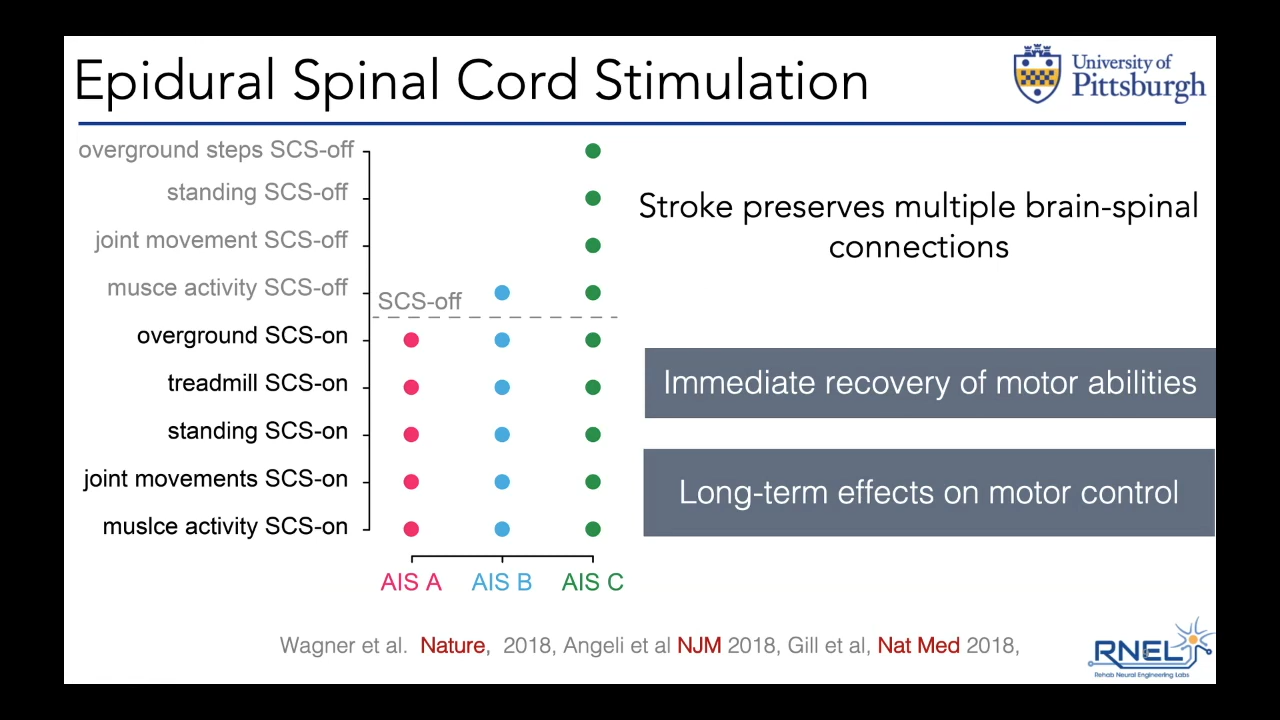 Epidural Spinal Cord Stimulation
University of
Pittsburgh
overground steps SCS-off
standing SCS-off
joint movement SCS-off
musce activity SCS-off
SCS-off
overground SCS-on
treadmill SCS-on
standing SCS-on
joint movements SCS-on
muslce activity SCS-on
AIS A
AIS B
AIS C
Stroke preserves multiple brain-spinal
connections
Immediate recovery of motor abilities
Long-term effects on motor control
Wagner et al. Nature, 2018, Angeli et al NJM 2018, Gill et al, Nat Med 2018,
RNEL
Rehab Neural Engineering Labs